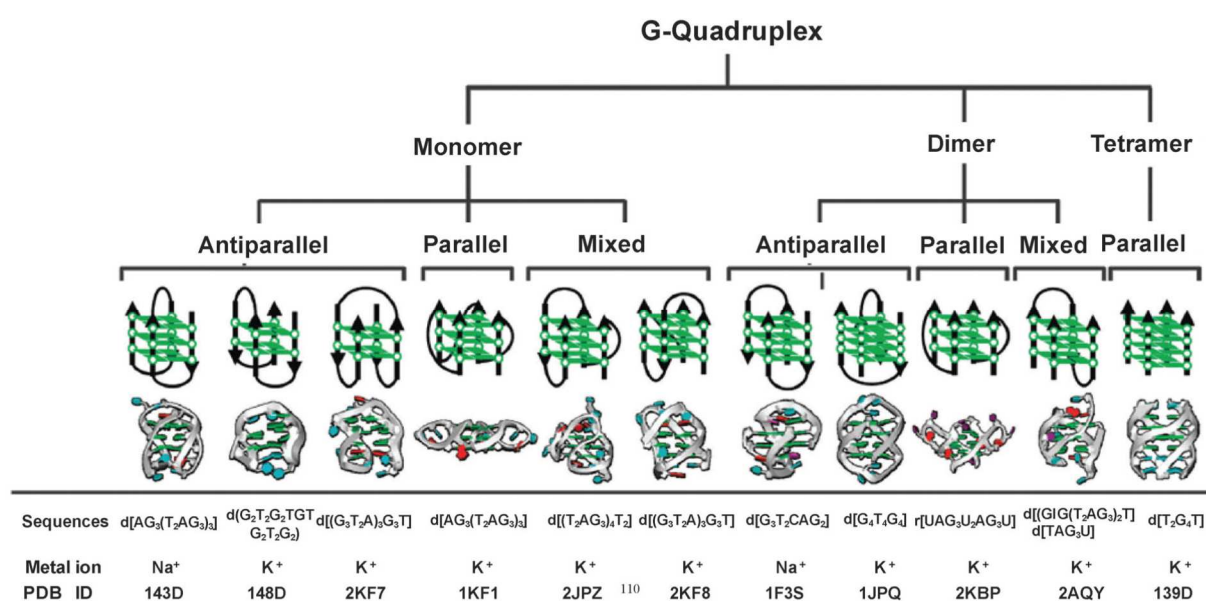 G-Quadruplex
Monomer Dimer Tetramer
Antiparallel Parallel Mixed Antiparallel Parallel Mixed Parallel
Sequences d[AG₃(T₂AG₃)₃] d(G₂T₂G₂TGT d[(G₃T₂A)₃G₃T] d[AG₃(T₂AG₃)₃] d[(T₂AG₃)₄T₂] d[(G₃T₂A)₃G₃T] d[G₃T₂CAG₂] d[G₄T₄G₄] r[UAG₃U₂AG₃U] d[(GIG(T₂AG₃)₂T] d[T₂G₄T]
G₂T₂G₂) d[TAG₃U]
Metal ion Na⁺ K⁺ K⁺ K⁺ K⁺ K⁺ Na⁺ K⁺ K⁺ K⁺ K⁺
PDB ID 143D 148D 2KF7 1KF1 2JPZ 110 2KF8 1F3S 1JPQ 2KBP 2AQY 139D